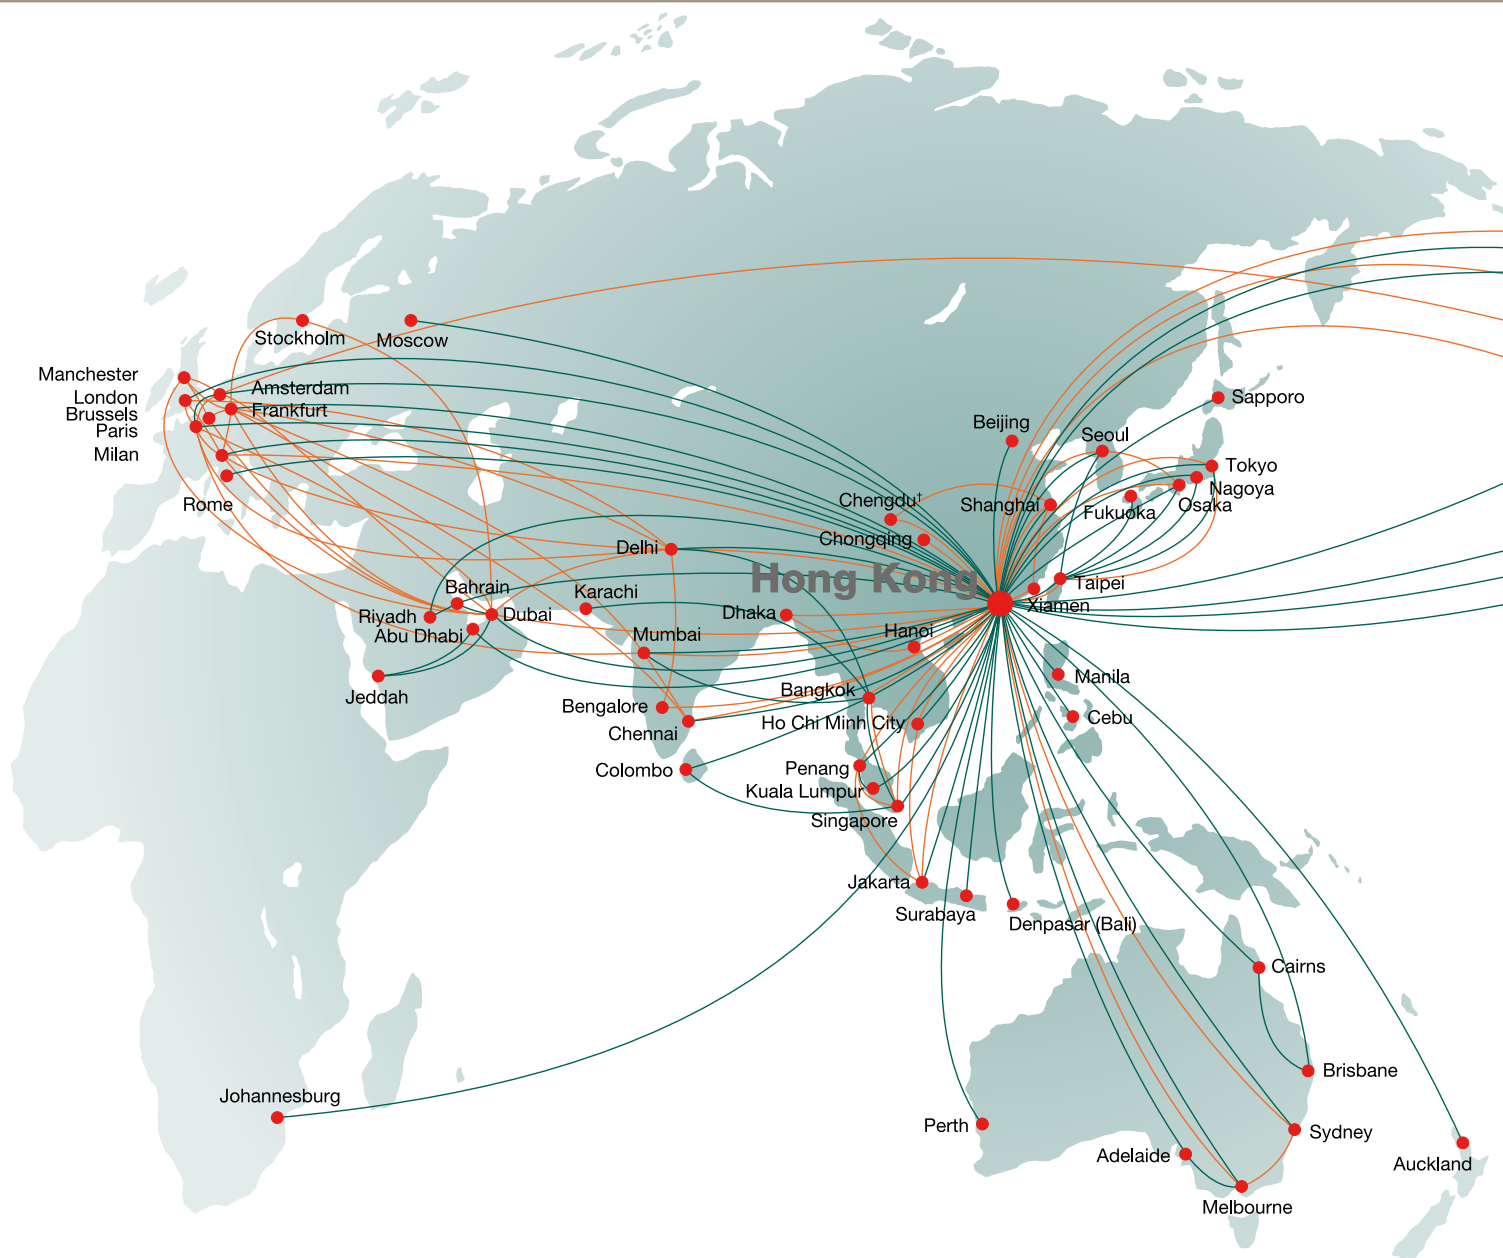 Stockholm
Moscow
Manchester
London
Brussels
Paris
Milan
Rome
Amsterdam
Frankfurt
Beijing
Seoul
Sapporo
Tokyo
Nagoya
Osaka
Fukuoka
Shanghai
Chengdu†
Chongqing
Delhi
Hong Kong
Taipei
Xiamen
Bahrain
Riyadh
Abu Dhabi
Dubai
Karachi
Dhaka
Hanoi
Mumbai
Jeddah
Bengalore
Chennai
Bangkok
Ho Chi Minh City
Manila
Cebu
Colombo
Penang
Kuala Lumpur
Singapore
Jakarta
Surabaya
Denpasar (Bali)
Cairns
Brisbane
Johannesburg
Perth
Adelaide
Sydney
Melbourne
Auckland